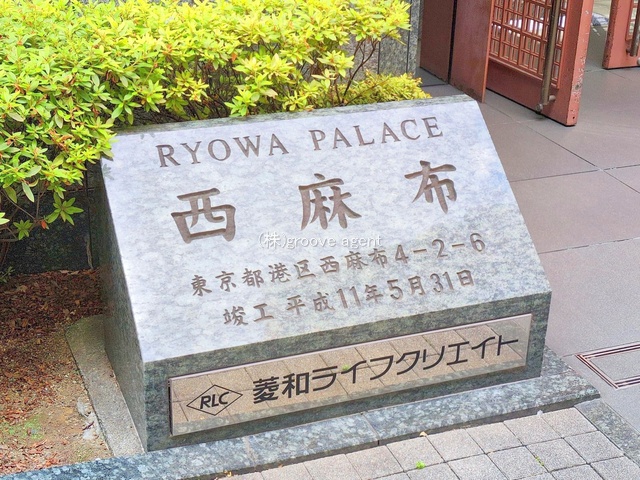 RYOWA PALACE
西麻布
(株)groove agent
東京都港区西麻布4-2-6
竣工 平成11年5月31日
RLC 菱和ライフクリエイト